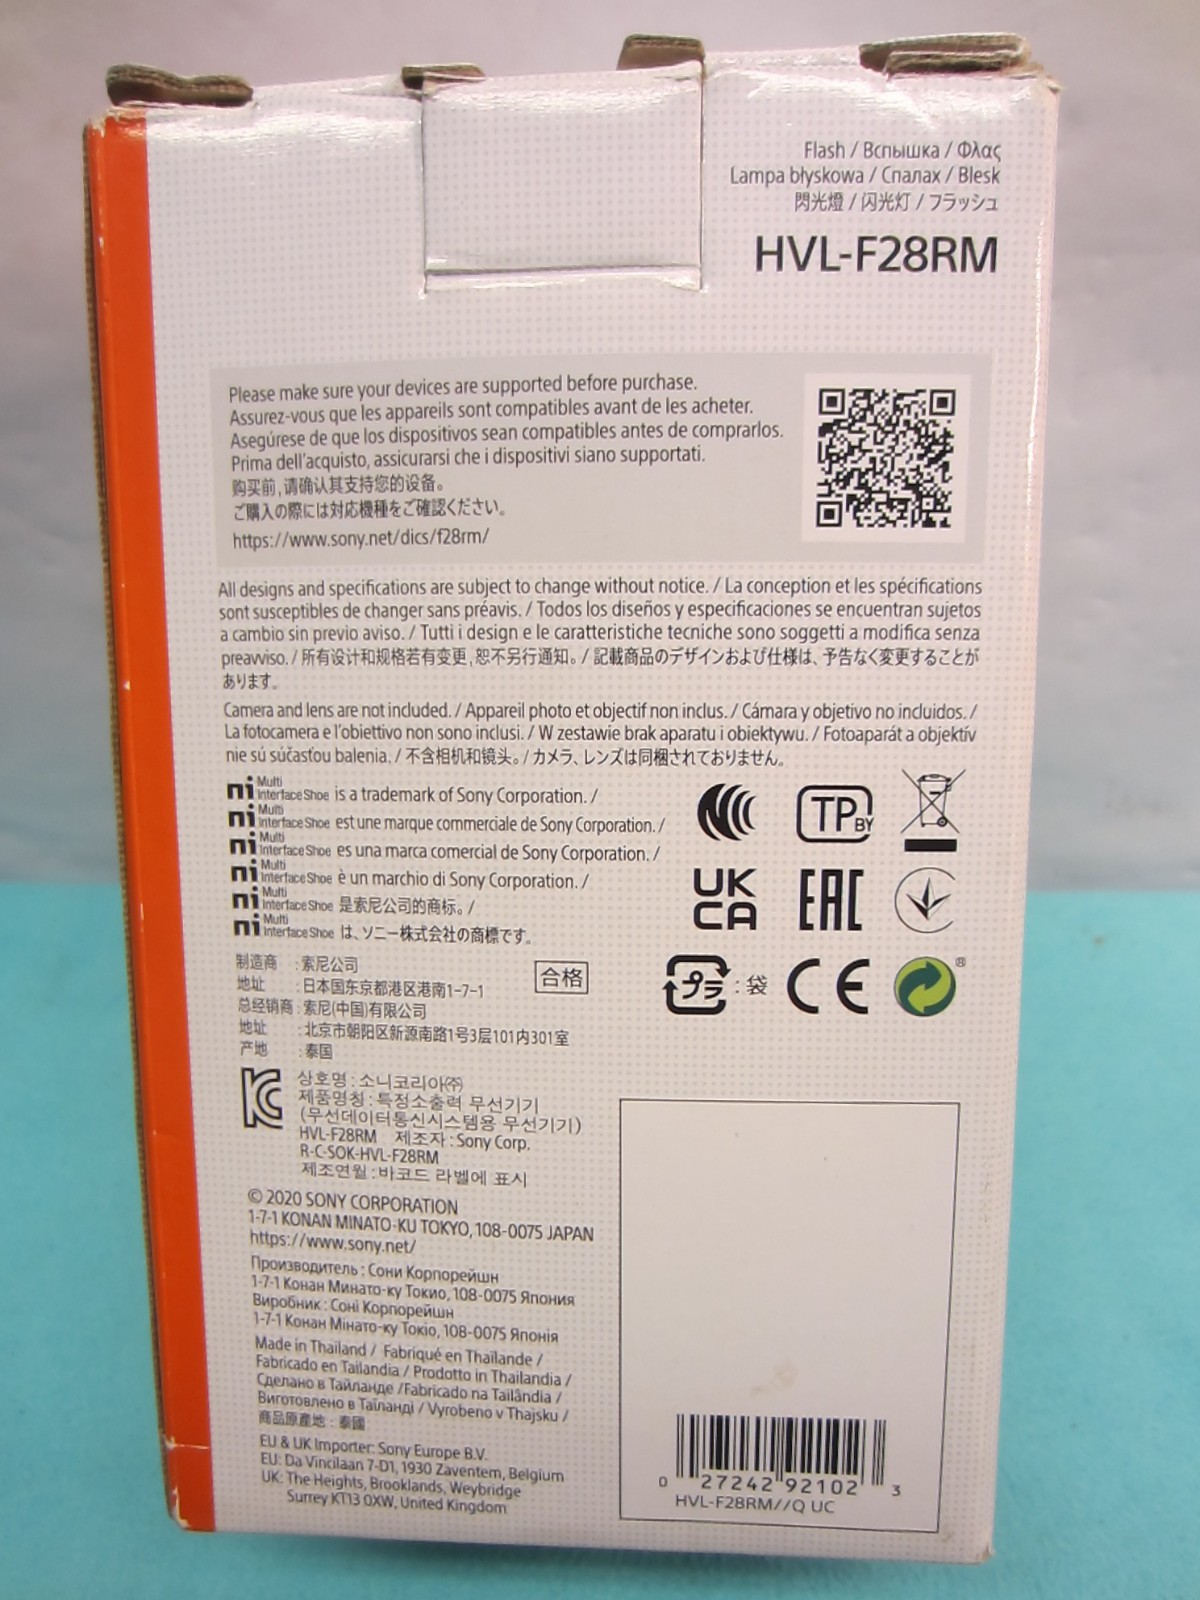 Flash / Вспышка / Φλας
Lampa błyskowa / Спалах / Blesk
閃光燈 / 闪光灯 / フラッシュ
HVL-F28RM
Please make sure your devices are supported before purchase.
Assurez-vous que les appareils sont compatibles avant de les acheter.
Asegúrese de que los dispositivos sean compatibles antes de comprarlos.
Prima dell'acquisto, assicurarsi che i dispositivi siano supportati.
购买前,请确认其支持您的设备。
ご購入の際には対応機種をご確認ください。
https://www.sony.net/dics/f28rm/
All designs and specifications are subject to change without notice. / La conception et les spécifications
sont susceptibles de changer sans préavis. / Todos los diseños y especificaciones se encuentran sujetos
a cambio sin previo aviso. / Tutti i design e le caratteristiche tecniche sono soggetti a modifica senza
preavviso. / 所有设计和规格若有变更,恕不另行通知。/ 記載商品のデザインおよび仕様は、予告なく変更することが
あります。
Camera and lens are not included. / Appareil photo et objectif non inclus. / Cámara y objetivo no incluidos. /
La fotocamera e l'obiettivo non sono inclusi. / W zestawie brak aparatu i obiektywu. / Fotoaparát a objektív
nie sú súčasťou balenia. / 不含相机和镜头。/ カメラ、レンズは同梱されておりません。
mi Multi Interface Shoe is a trademark of Sony Corporation. /
mi Multi Interface Shoe est une marque commerciale de Sony Corporation. /
mi Multi Interface Shoe es una marca comercial de Sony Corporation. /
mi Multi Interface Shoe è un marchio di Sony Corporation. /
mi Multi Interface Shoe 是索尼公司的商标。/
mi Multi Interface Shoe は、ソニー株式会社の商標です。
TP BY
UK CA
EAC
プラ : 袋
CE
®
制造商 : 索尼公司
地址 : 日本国东京都港区港南1-7-1
总经销商 : 索尼(中国)有限公司
地址 : 北京市朝阳区新源南路1号3层101内301室
产地 : 泰国
合格
KC
상호명 : 소니코리아㈜
제품명칭 : 특정소출력 무선기기
(무선데이터통신시스템용 무선기기)
HVL-F28RM 제조자 : Sony Corp.
R-C-SOK-HVL-F28RM
제조연월 : 바코드 라벨에 표시
© 2020 SONY CORPORATION
1-7-1 KONAN MINATO-KU TOKYO, 108-0075 JAPAN
https://www.sony.net/
Производитель : Сони Корпорейшн
1-7-1 Конан Минато-ку Токио, 108-0075 Япония
Виробник : Соні Корпорейшн
1-7-1 Конан Мінато-ку Токіо, 108-0075 Японія
Made in Thailand / Fabriqué en Thaïlande /
Fabricado en Tailandia / Prodotto in Thailandia /
Сделано в Тайланде /Fabricado na Tailândia /
Виготовлено в Таїланді / Vyrobeno v Thajsku /
商品原產地 : 泰國
EU & UK Importer: Sony Europe B.V.
EU: Da Vincilaan 7-D1, 1930 Zaventem, Belgium
UK: The Heights, Brooklands, Weybridge
Surrey KT13 0XW, United Kingdom
0 27242 92102 3
HVL-F28RM//Q UC